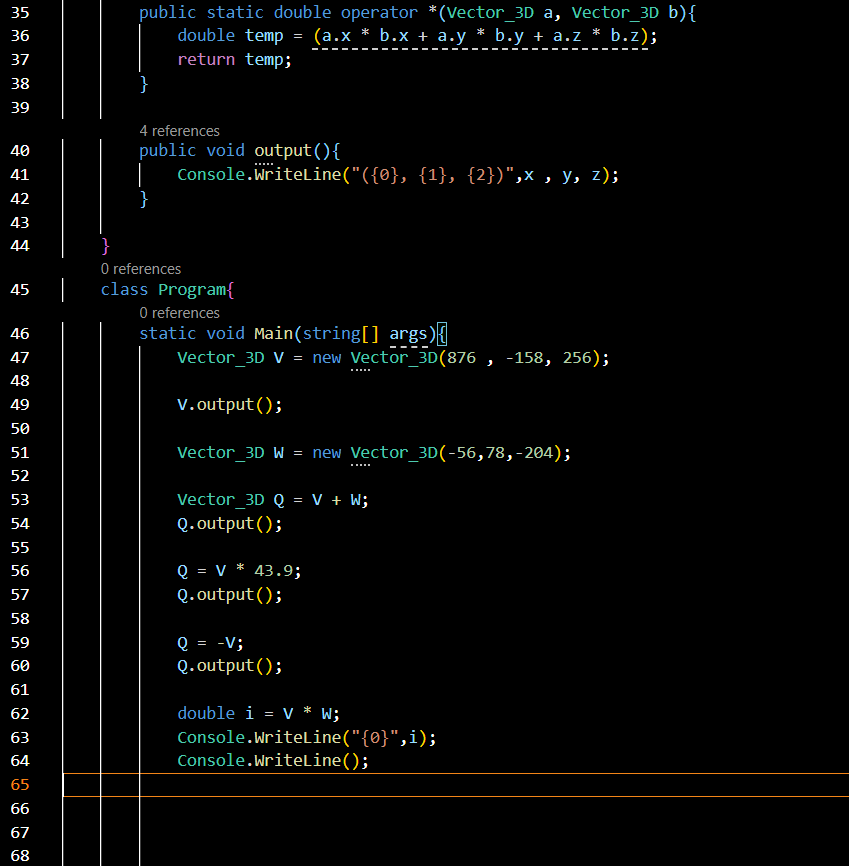 35 public static double operator *(Vector_3D a, Vector_3D b){
36 double temp = (a.x * b.x + a.y * b.y + a.z * b.z);
37 return temp;
38 }
39
4 references
40 public void output(){
41 Console.WriteLine("({0}, {1}, {2})",x , y, z);
42 }
43
44 }
0 references
45 class Program{
0 references
46 static void Main(string[] args){
47 Vector_3D V = new Vector_3D(876 , -158, 256);
48
49 V.output();
50
51 Vector_3D W = new Vector_3D(-56,78,-204);
52
53 Vector_3D Q = V + W;
54 Q.output();
55
56 Q = V * 43.9;
57 Q.output();
58
59 Q = -V;
60 Q.output();
61
62 double i = V * W;
63 Console.WriteLine("{0}",i);
64 Console.WriteLine();
65
66
67
68